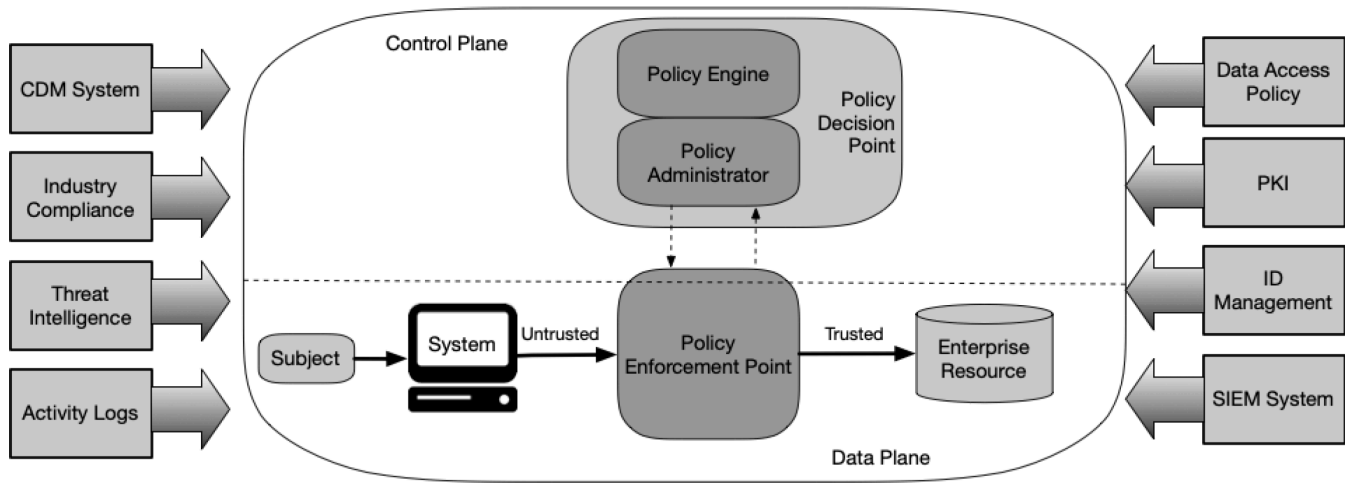 Control Plane
CDM System
Industry
Compliance
Threat
Intelligence
Activity Logs
Policy Engine
Policy
Administrator
Policy
Decision
Point
Subject
System
Untrusted
Policy
Enforcement Point
Trusted
Enterprise
Resource
Data Plane
Data Access
Policy
PKI
ID
Management
SIEM System